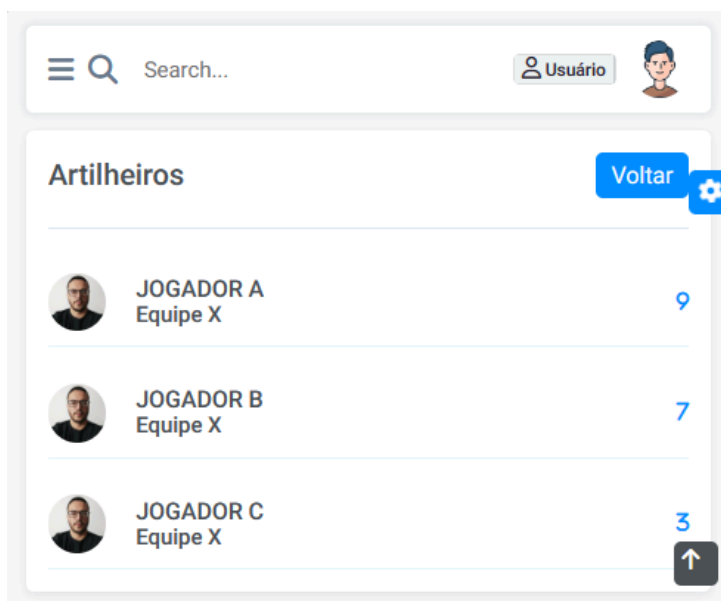 Search...
Usuário
Artilheiros
Voltar
JOGADOR A
Equipe X
9
JOGADOR B
Equipe X
7
JOGADOR C
Equipe X
3